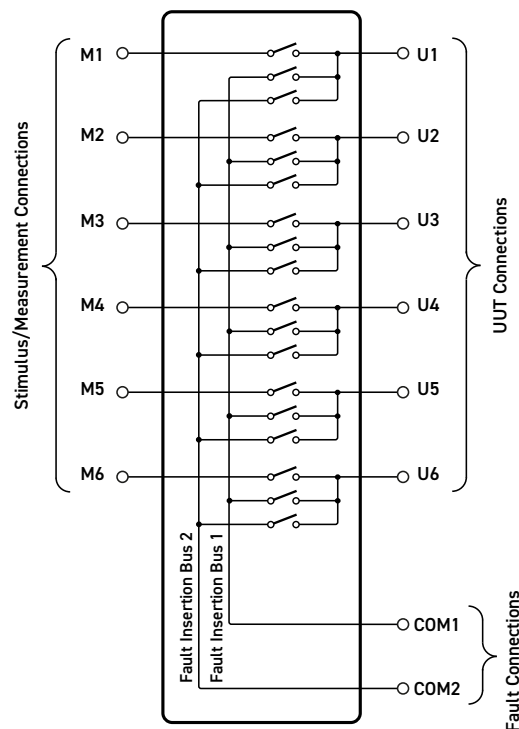 Stimulus/Measurement Connections
M1
M2
M3
M4
M5
M6
U1
U2
U3
U4
U5
U6
UUT Connections
Fault Insertion Bus 2
Fault Insertion Bus 1
COM1
COM2
Fault Connections